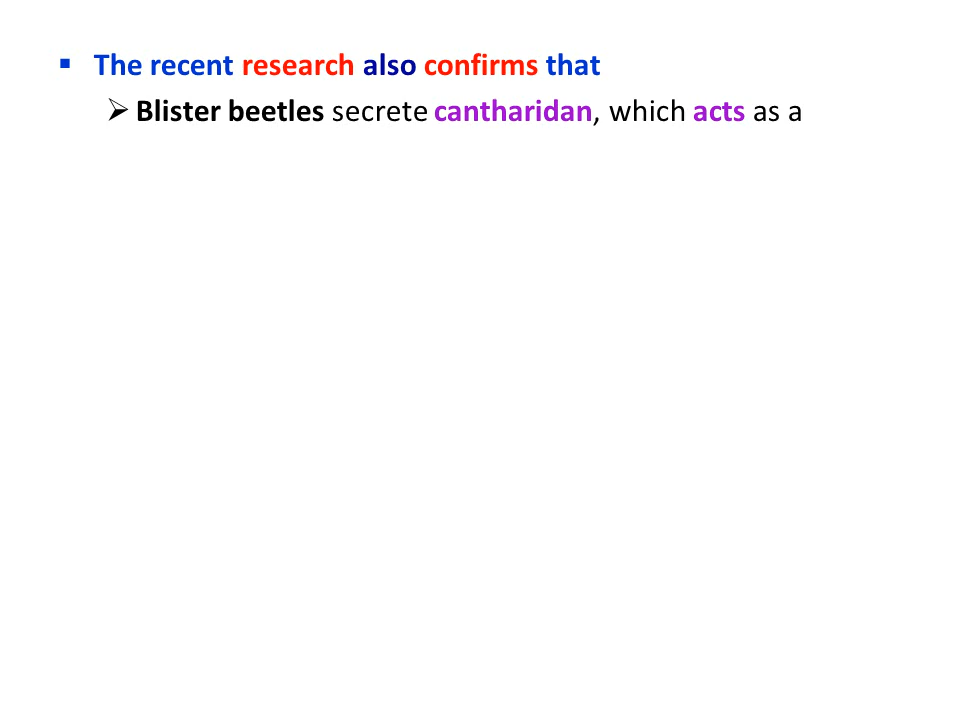 ▪ The recent research also confirms that
➢ Blister beetles secrete cantharidan, which acts as a